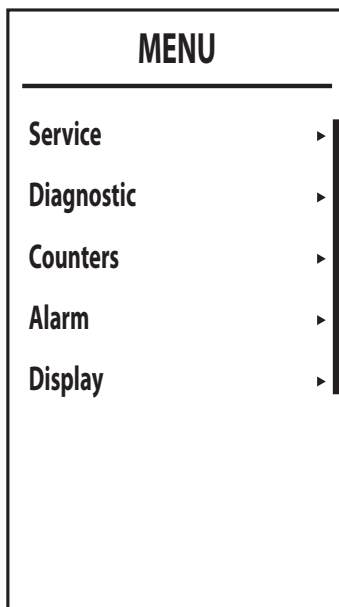 MENU
Service
Diagnostic
Counters
Alarm
Display